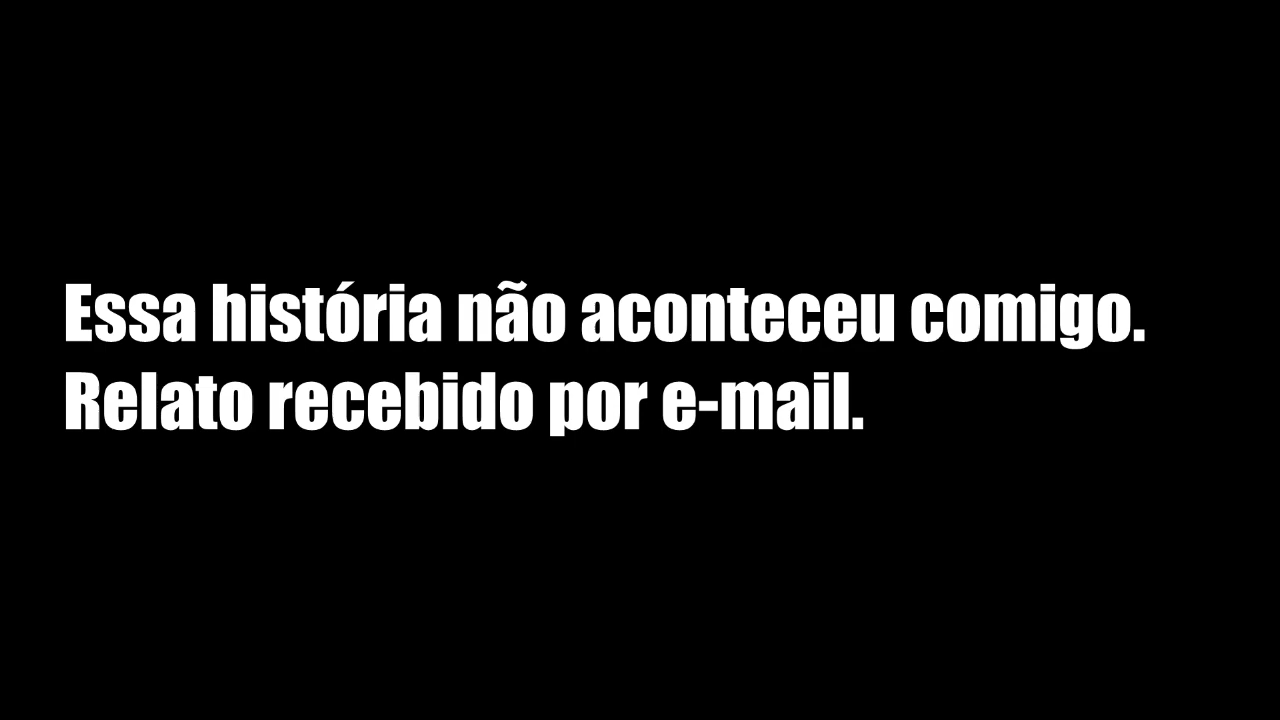 Essa história não aconteceu comigo.
Relato recebido por e-mail.